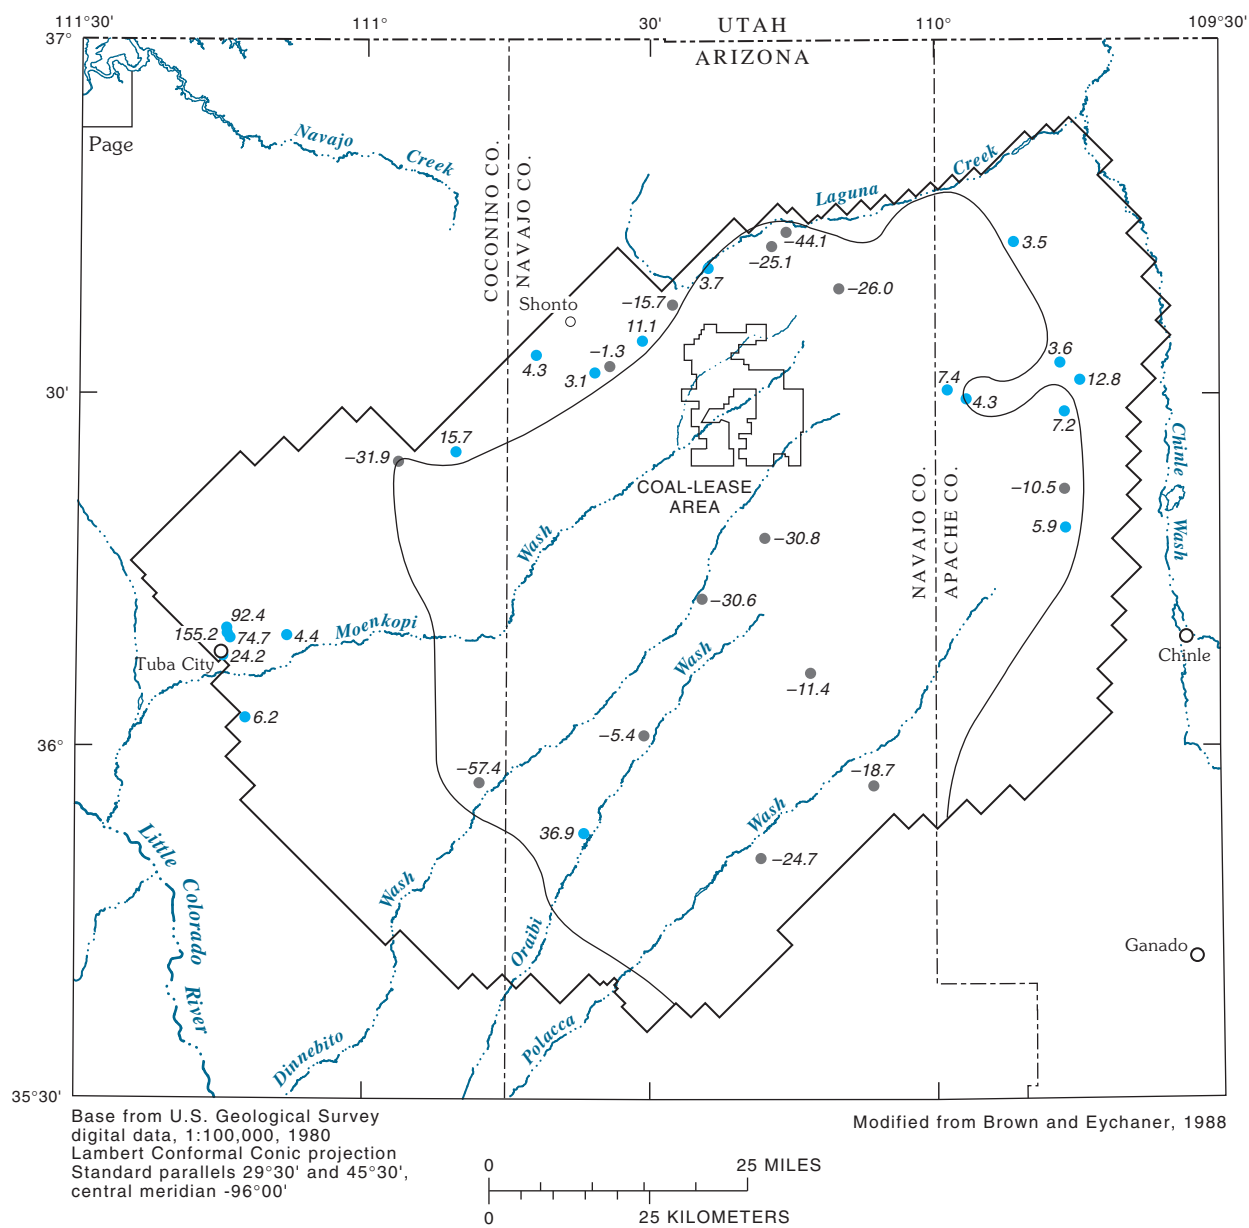 111°30'
111°
30'
UTAH
110°
109°30'
37°
ARIZONA
Page
Navajo
Creek
COCONINO CO.
NAVAJO CO.
Laguna
Creek
−44.1
−25.1
3.5
3.7
−26.0
−15.7
Shonto
11.1
−1.3
4.3
3.1
3.6
12.8
7.4
4.3
7.2
30'
15.7
−31.9
Chinle
Wash
COAL-LEASE
AREA
−10.5
NAVAJO CO.
APACHE CO.
5.9
Wash
−30.8
−30.6
92.4
155.2
74.7
4.4
Moenkopi
24.2
Tuba City
Wash
Chinle
−11.4
6.2
−5.4
36°
−57.4
−18.7
Wash
36.9
Little
Colorado
River
−24.7
Wash
Oraibi
Ganado
Polacca
Dinnebito
35°30'
Base from U.S. Geological Survey
digital data, 1:100,000, 1980
Lambert Conformal Conic projection
Standard parallels 29°30' and 45°30',
central meridian -96°00'
Modified from Brown and Eychaner, 1988
0
25 MILES
0
25 KILOMETERS